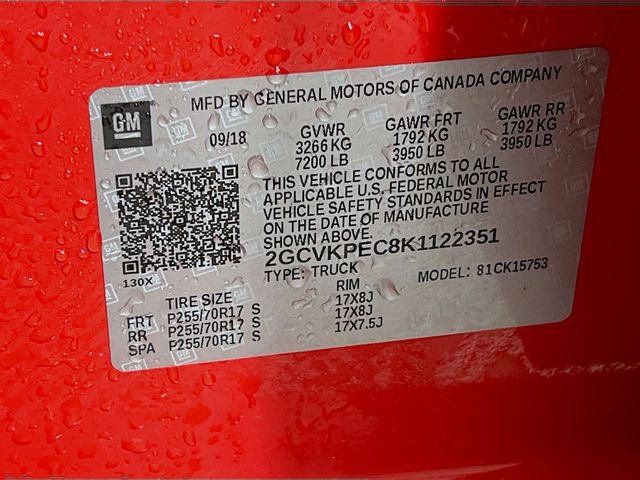 GM
MFD BY GENERAL MOTORS OF CANADA COMPANY
09/18 GVWR GAWR FRT GAWR RR
3266 KG 1792 KG 1792 KG
7200 LB 3950 LB 3950 LB
THIS VEHICLE CONFORMS TO ALL
APPLICABLE U.S. FEDERAL MOTOR
VEHICLE SAFETY STANDARDS IN EFFECT
ON THE DATE OF MANUFACTURE
SHOWN ABOVE.
2GCVKPEC8K1122351
TYPE: TRUCK MODEL: 81CK15753
130X
TIRE SIZE RIM
FRT P255/70R17 S 17X8J
RR P255/70R17 S 17X8J
SPA P255/70R17 S 17X7.5J